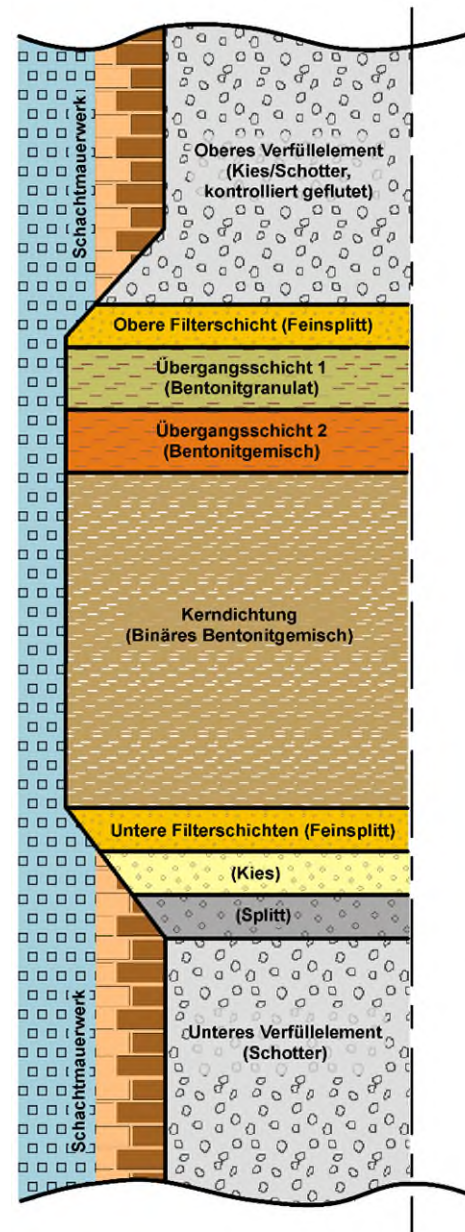 Schachtmauerwerk
Oberes Verfüllelement
(Kies/Schotter,
kontrolliert geflutet)
Obere Filterschicht (Feinsplitt)
Übergangsschicht 1
(Bentonitgranulat)
Übergangsschicht 2
(Bentonitgemisch)
Kerndichtung
(Binäres Bentonitgemisch)
Untere Filterschichten (Feinsplitt)
(Kies)
(Splitt)
Schachtmauerwerk
Unteres Verfüllelement
(Schotter)